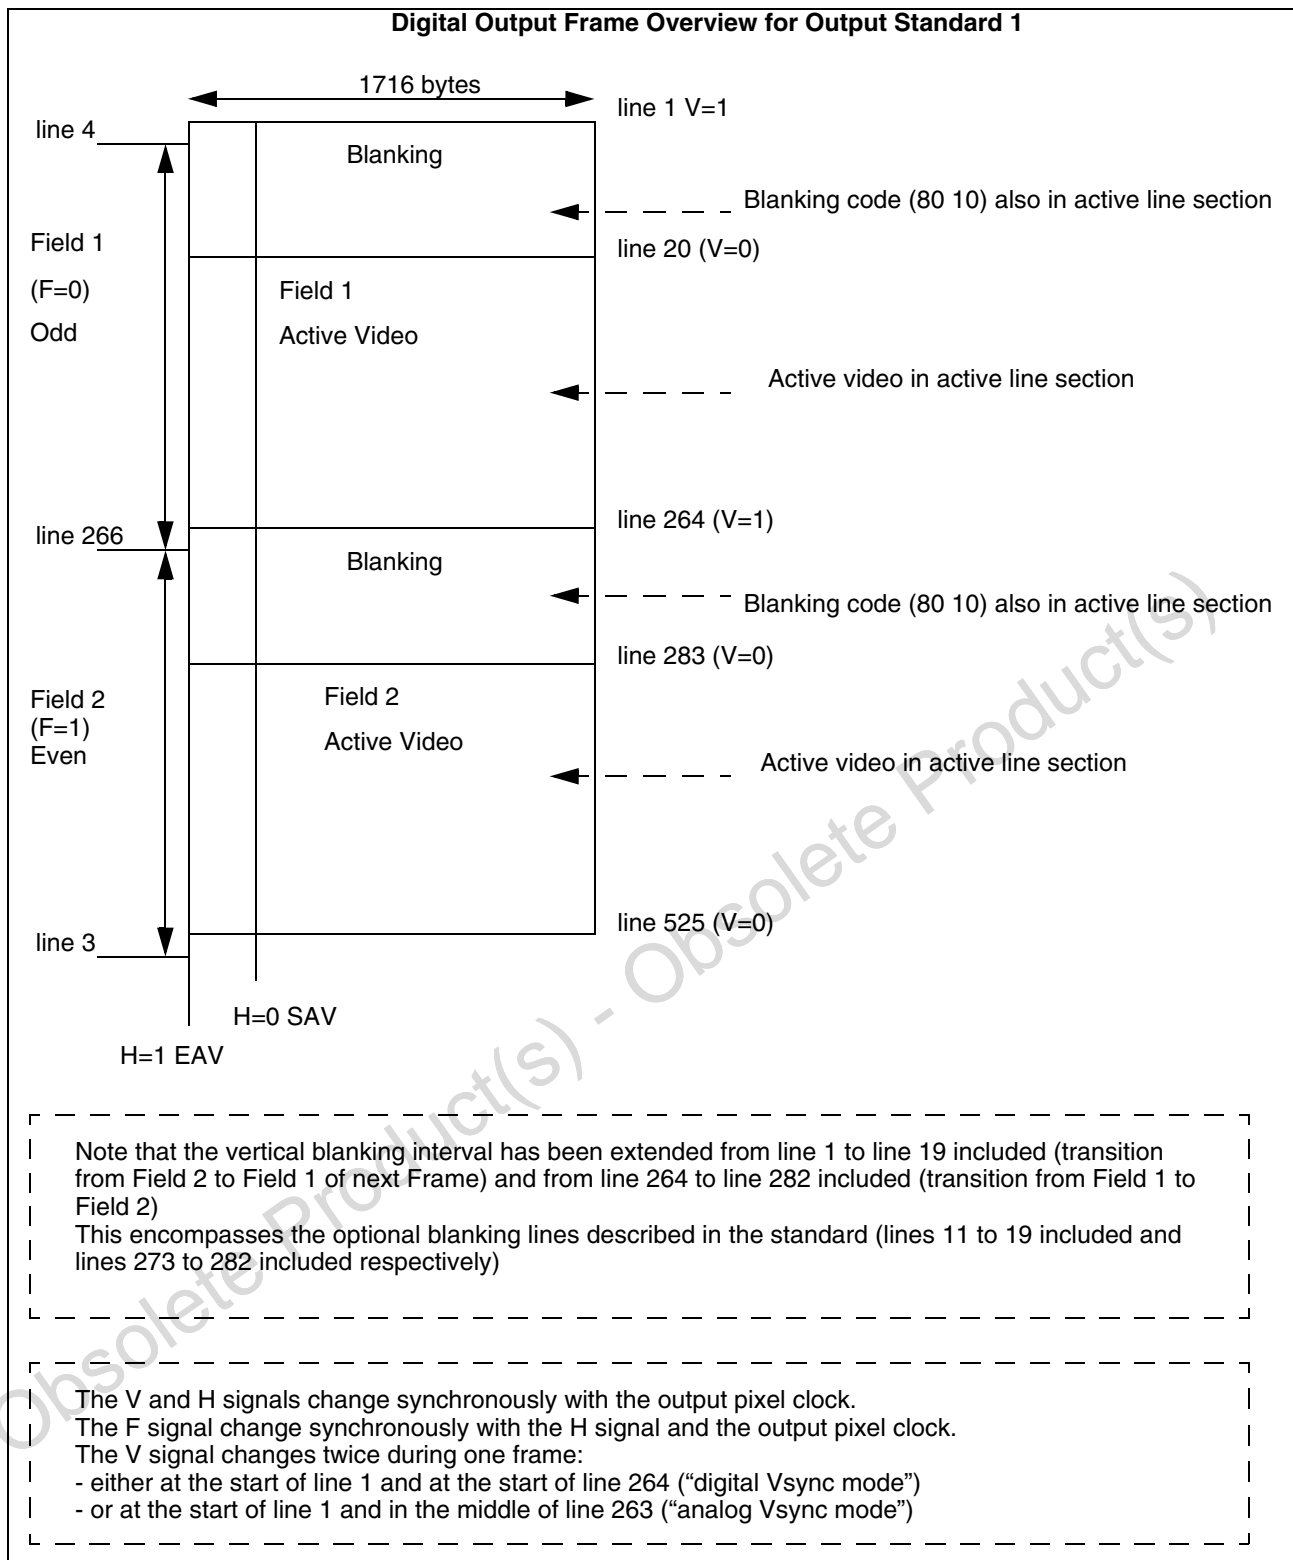 Digital Output Frame Overview for Output Standard 1
1716 bytes
line 1 V=1
line 4
Blanking
Blanking code (80 10) also in active line section
Field 1
(F=0)
Odd
line 20 (V=0)
Field 1
Active Video
Active video in active line section
line 264 (V=1)
line 266
Blanking
Blanking code (80 10) also in active line section
line 283 (V=0)
Field 2
(F=1)
Even
Field 2
Active Video
Active video in active line section
line 525 (V=0)
line 3
H=0 SAV
H=1 EAV
Note that the vertical blanking interval has been extended from line 1 to line 19 included (transition
from Field 2 to Field 1 of next Frame) and from line 264 to line 282 included (transition from Field 1 to
Field 2)
This encompasses the optional blanking lines described in the standard (lines 11 to 19 included and
lines 273 to 282 included respectively)
The V and H signals change synchronously with the output pixel clock.
The F signal change synchronously with the H signal and the output pixel clock.
The V signal changes twice during one frame:
- either at the start of line 1 and at the start of line 264 (“digital Vsync mode”)
- or at the start of line 1 and in the middle of line 263 (“analog Vsync mode”)
Obsolete Product(s) - Obsolete Product(s)